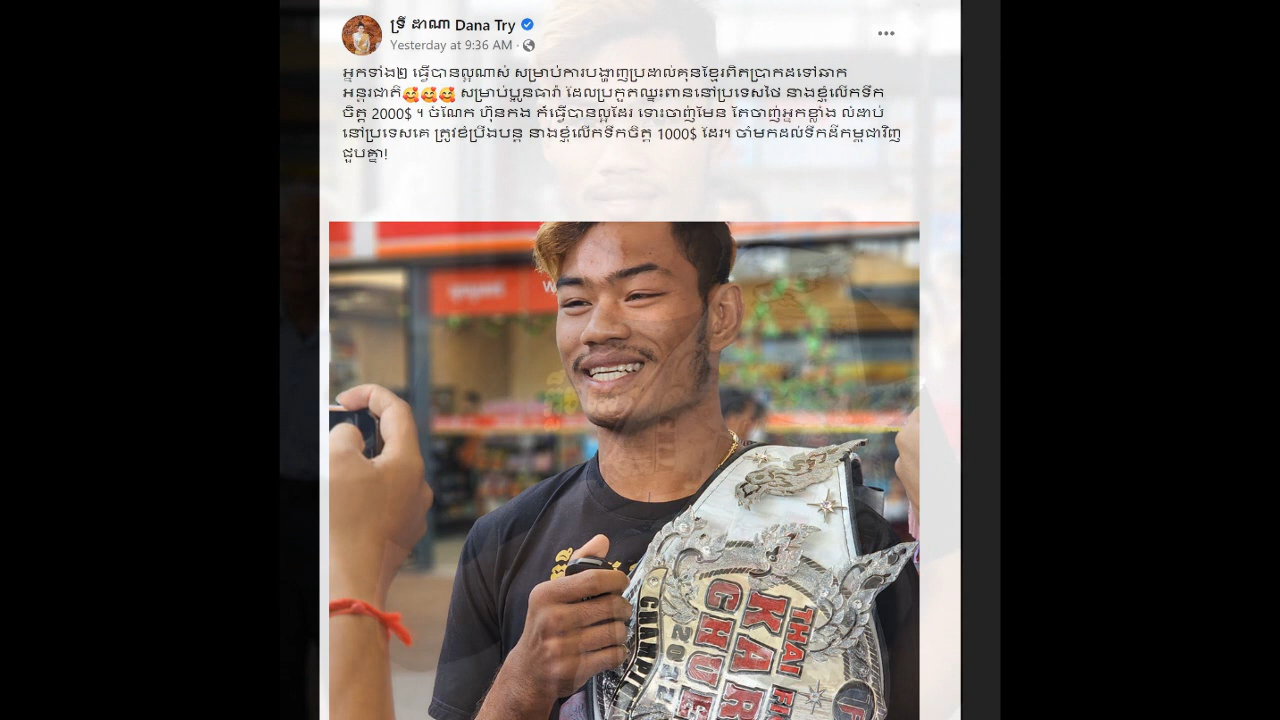 ទ្រី ដាណា Dana Try
Yesterday at 9:36 AM ·
អ្នកទាំង២ ធ្វើបានល្អណាស់ សម្រាប់ការបង្ហាញប្រដាល់គុនខ្មែរពិតប្រាកដទៅឆាក
អន្តរជាតិ🥰🥰🥰 សម្រាប់ប្អូនធារ៉ា ដែលប្រកួតឈ្នះពាននៅប្រទេសថៃ នាងខ្ញុំលើកទឹក
ចិត្ត 2000$ ។ ចំណែក ហ៊ុនកង កំធ្វើបានល្អដែរ ទោះចាញ់មែន តែចាញ់អ្នកខ្លាំង លំដាប់
នៅប្រទេសគេ ត្រូវខំប្រឹងបន្ត នាងខ្ញុំលើកទឹកចិត្ត 1000$ ដែរ។ ចាំមកដល់ទឹកដីកម្ពុជាវិញ
ជួបគ្នា!
THAI
KAR
CHUE
2022